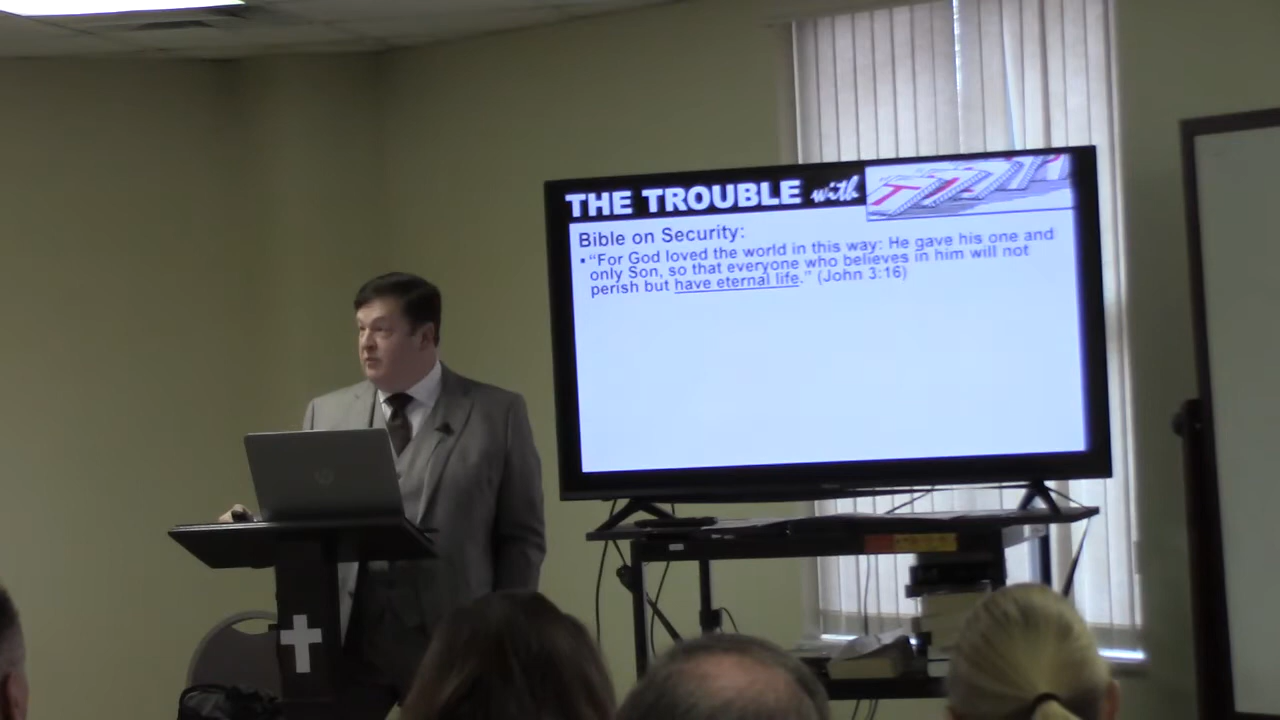 THE TROUBLE with
T
Bible on Security:
•“For God loved the world in this way: He gave his one and
only Son, so that everyone who believes in him will not
perish but have eternal life.” (John 3:16)
hp